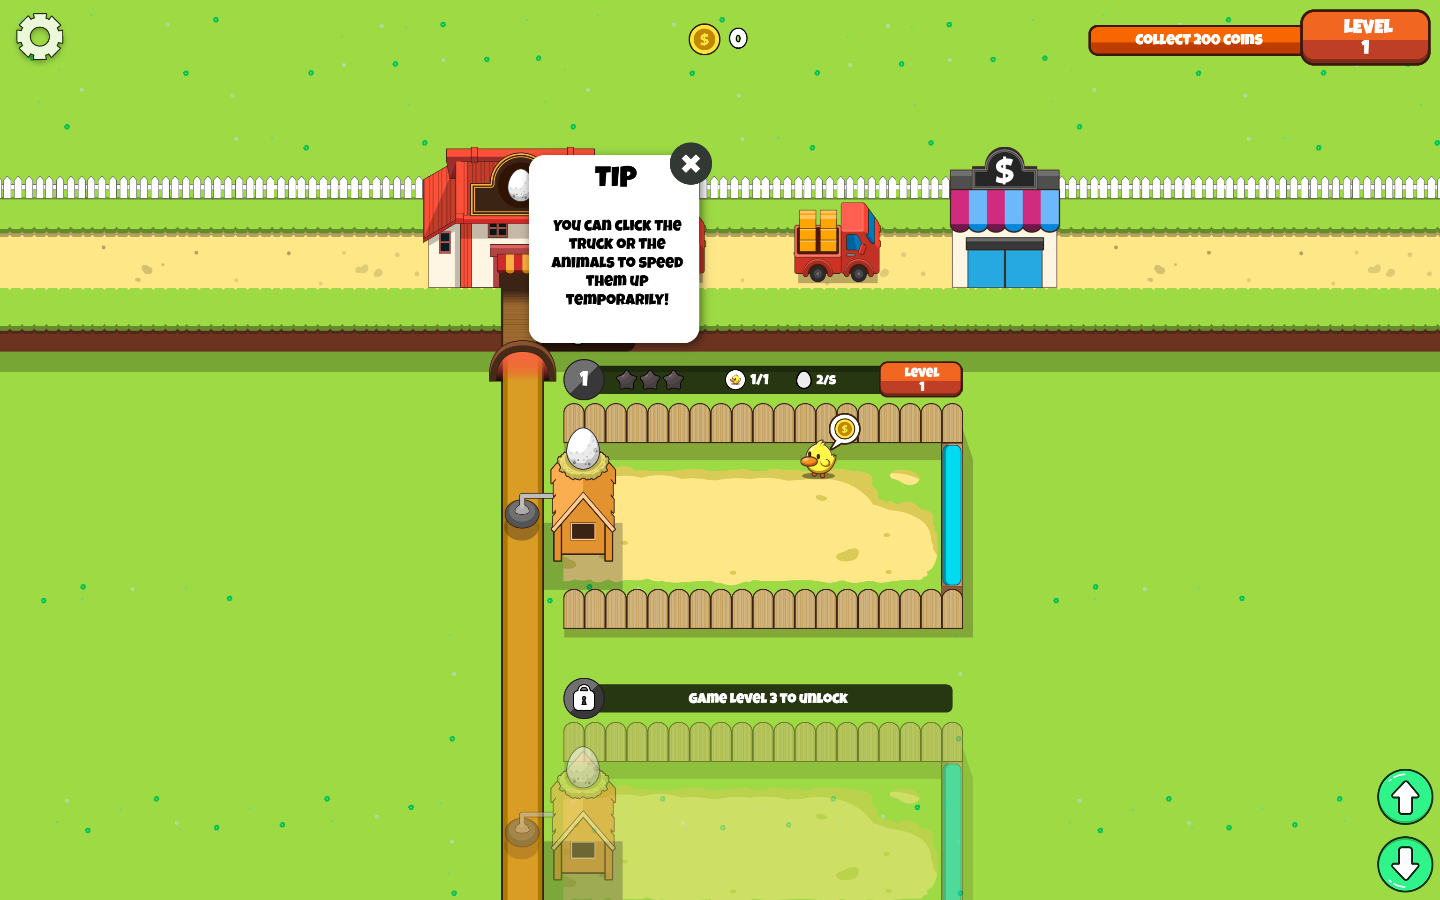 $ 0
COLLECT 200 COINS
LEVEL
1
$
TIP
YOU CAN CLICK THE
TRUCK OR THE
ANIMALS TO SPEED
THEM UP
TEMPORARILY!
1
1/1
2/5
LEVEL
1
$
GAME LEVEL 3 TO UNLOCK